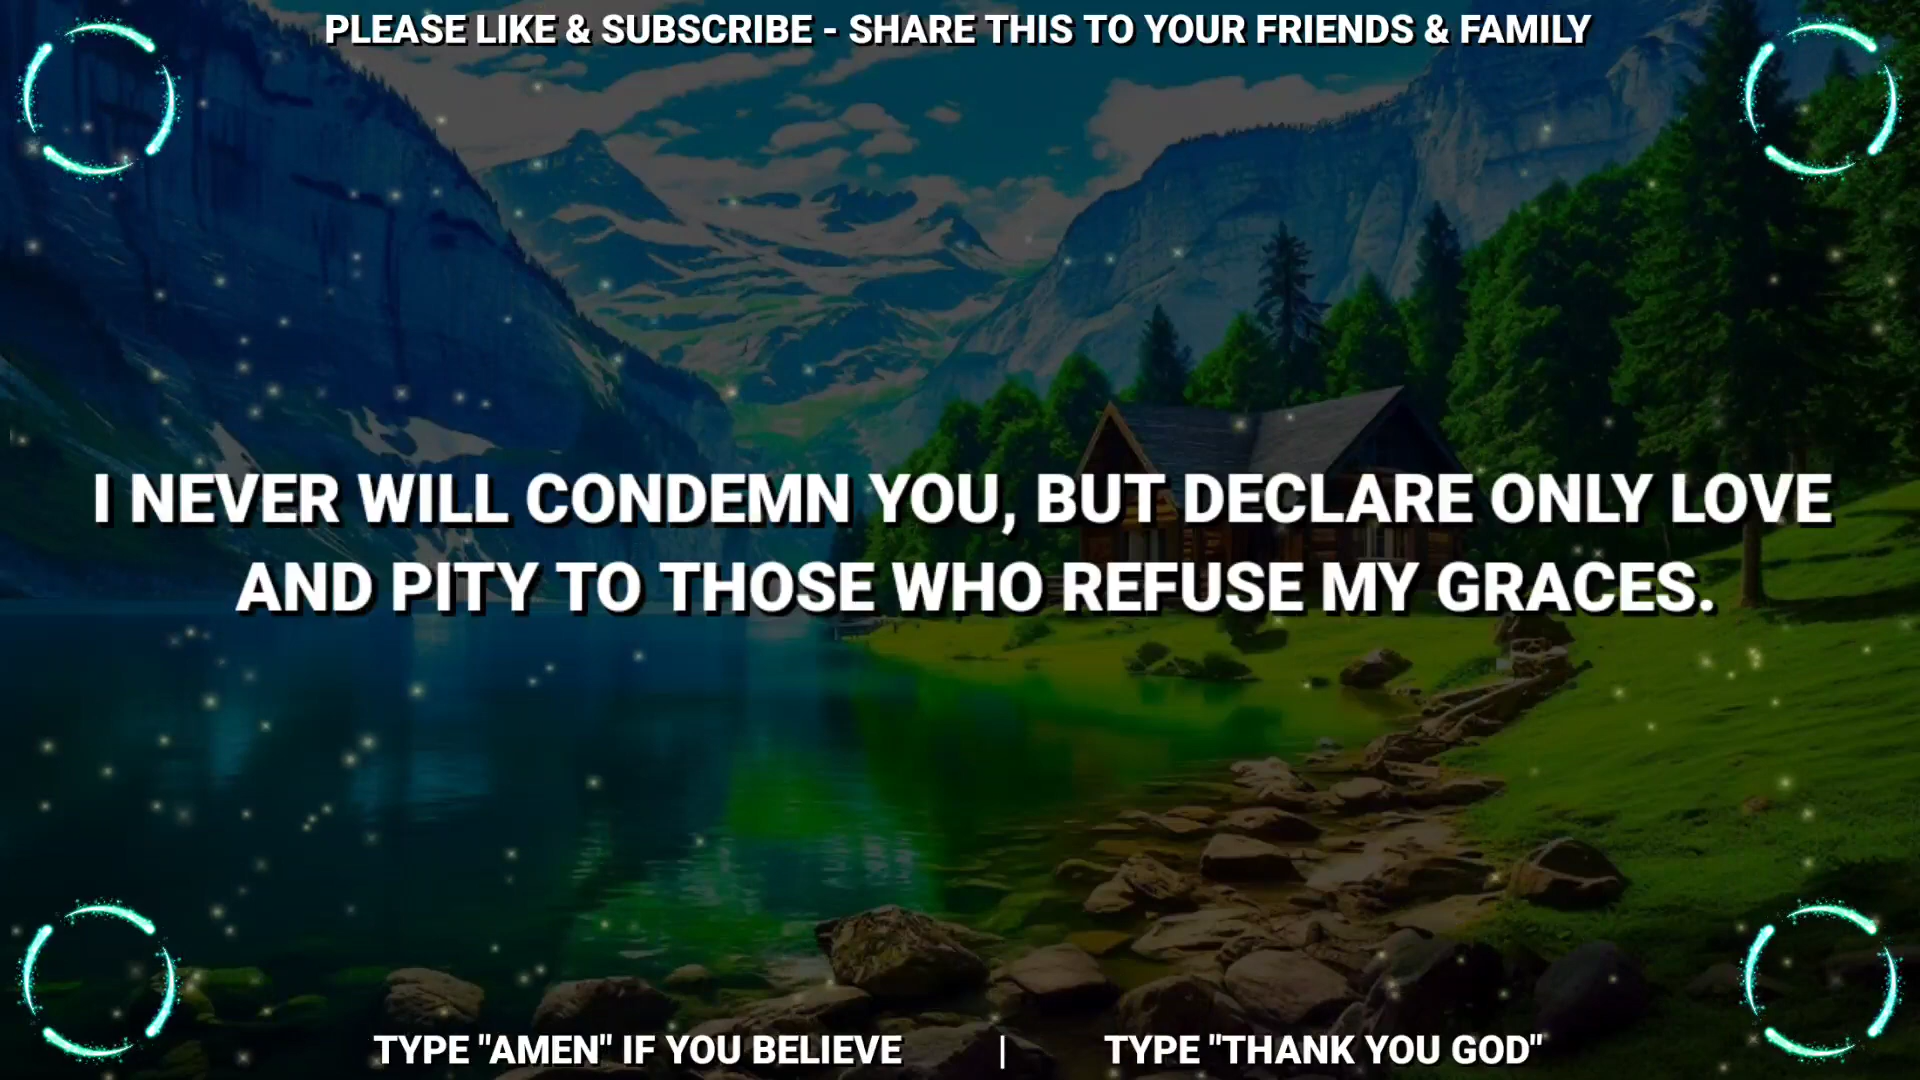 PLEASE LIKE & SUBSCRIBE - SHARE THIS TO YOUR FRIENDS & FAMILY
I NEVER WILL CONDEMN YOU, BUT DECLARE ONLY LOVE
AND PITY TO THOSE WHO REFUSE MY GRACES.
TYPE "AMEN" IF YOU BELIEVE | TYPE "THANK YOU GOD"